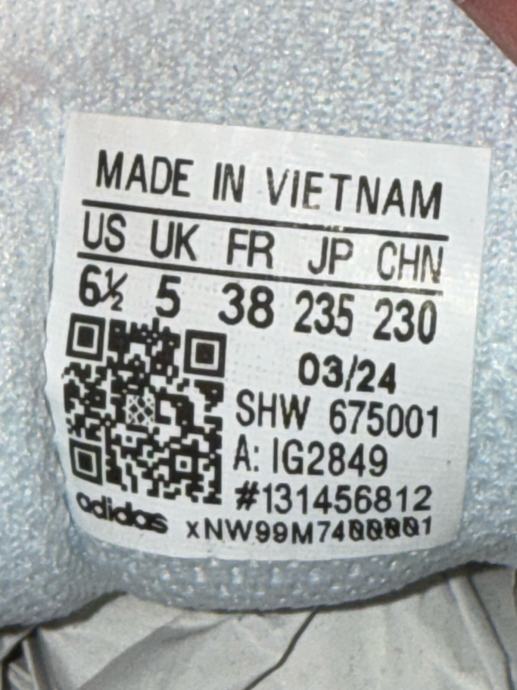 MADE IN VIETNAM
US UK FR JP CHN
6½ 5 38 235 230
03/24
SHW 675001
A: IG2849
#131456812
adidas xNW99M7400001